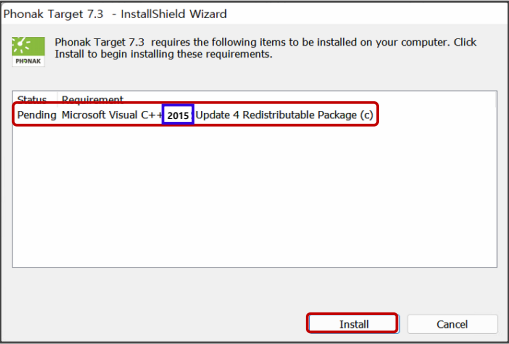 Phonak Target 7.3 - InstallShield Wizard
Phonak Target 7.3 requires the following items to be installed on your computer. Click
Install to begin installing these requirements.
PHONAK
Status Requirement
Pending Microsoft Visual C++ 2015 Update 4 Redistributable Package (c)
Install Cancel